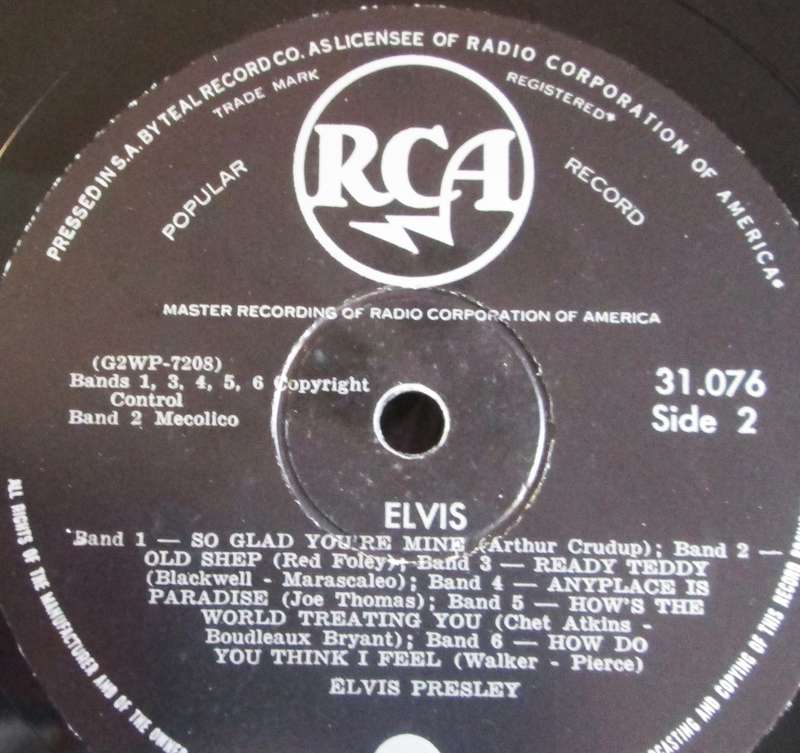 PRESSED IN S.A. BY TEAL RECORD CO. AS LICENSEE OF RADIO CORPORATION OF AMERICA
TRADE MARK
REGISTERED
RCA
POPULAR
RECORD
MASTER RECORDING OF RADIO CORPORATION OF AMERICA
(G2WP-7208)
Bands 1, 3, 4, 5, 6 Copyright
Control
Band 2 Mecolico
31.076
Side 2
ELVIS
Band 1 — SO GLAD YOU'RE MINE (Arthur Crudup); Band 2 —
OLD SHEP (Red Foley); Band 3 — READY TEDDY
(Blackwell - Marascaleo); Band 4 — ANYPLACE IS
PARADISE (Joe Thomas); Band 5 — HOW'S THE
WORLD TREATING YOU (Chet Atkins -
Boudleaux Bryant); Band 6 — HOW DO
YOU THINK I FEEL (Walker - Pierce)
ELVIS PRESLEY
ALL RIGHTS OF THE MANUFACTURER AND OF THE
AND COPYING OF THIS RECORD